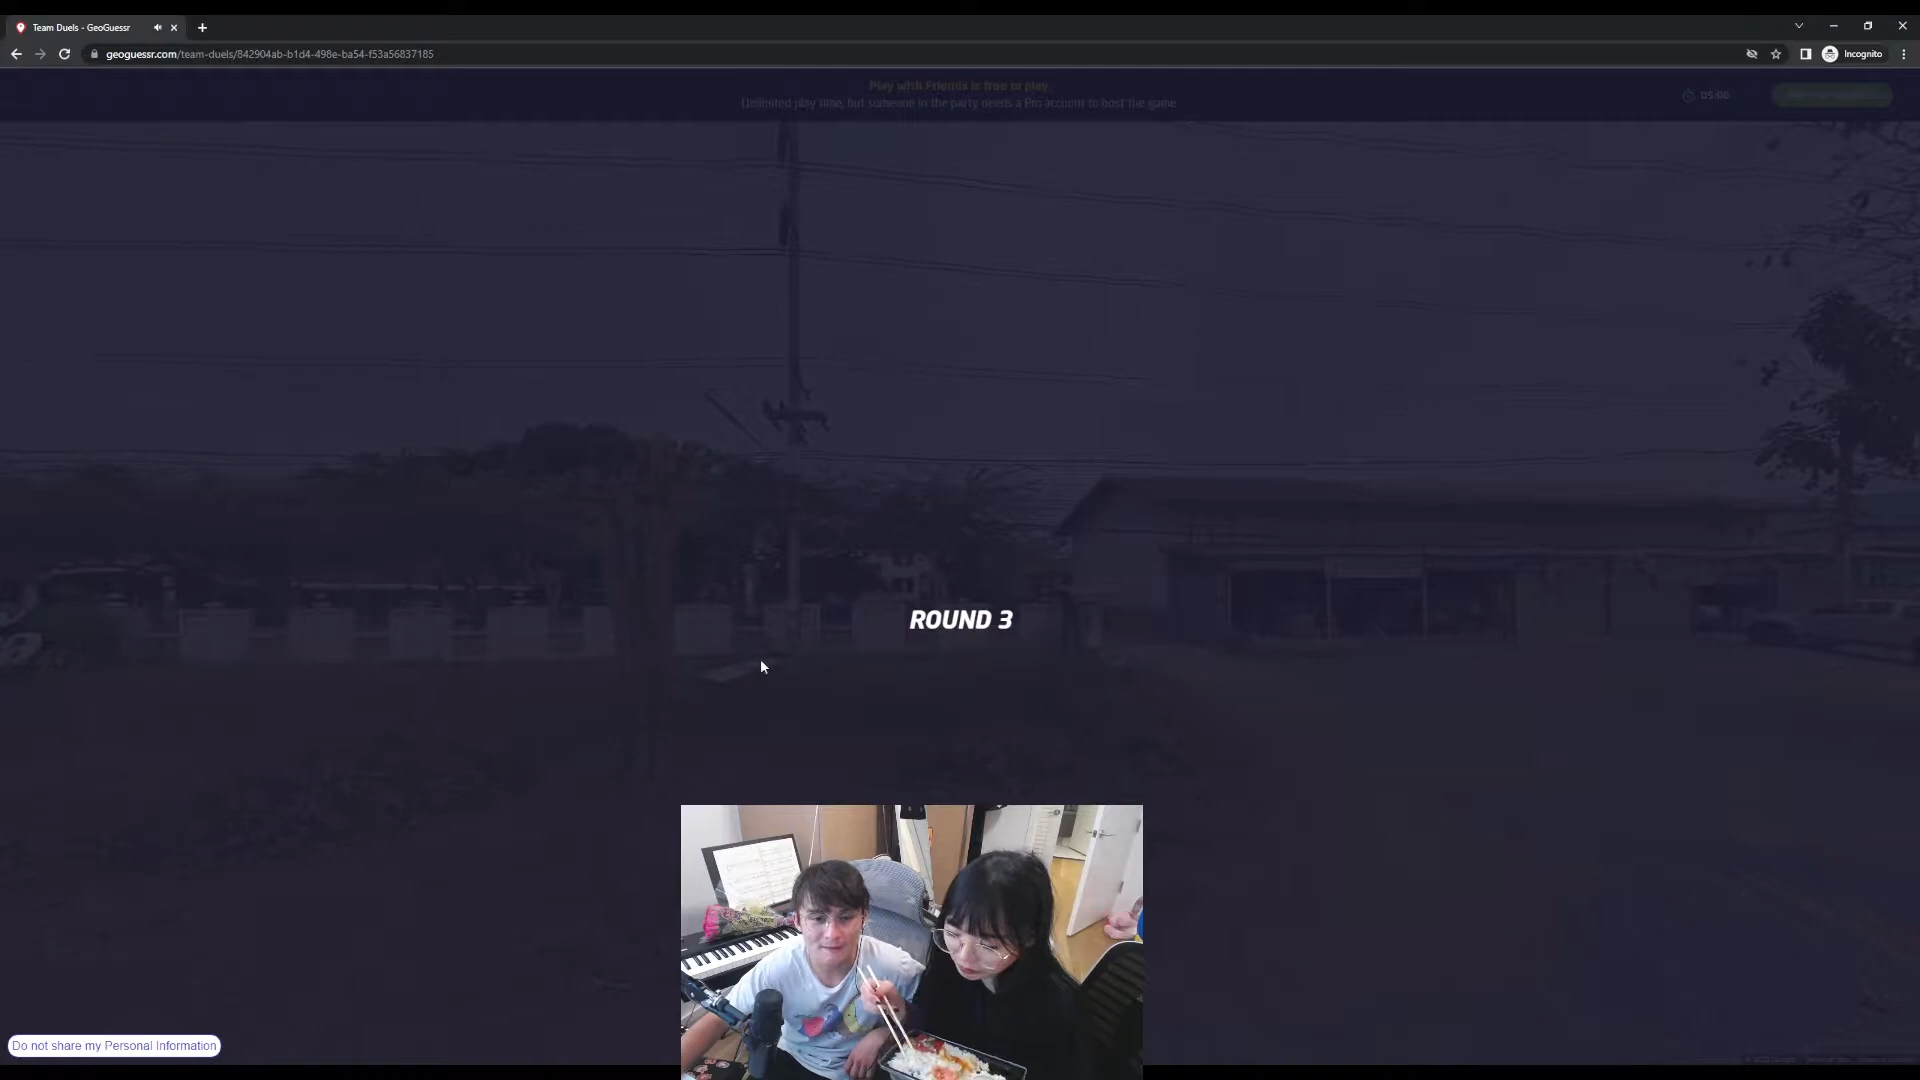 Team Duels - GeoGuessr
geoguessr.com/team-duels/842904ab-b1d4-498e-ba54-f53a56837185
Incognito
Play with Friends is free to play.
Unlimited play time, but someone in the party needs a Pro account to host the game
05:00
ROUND 3
Do not share my Personal Information